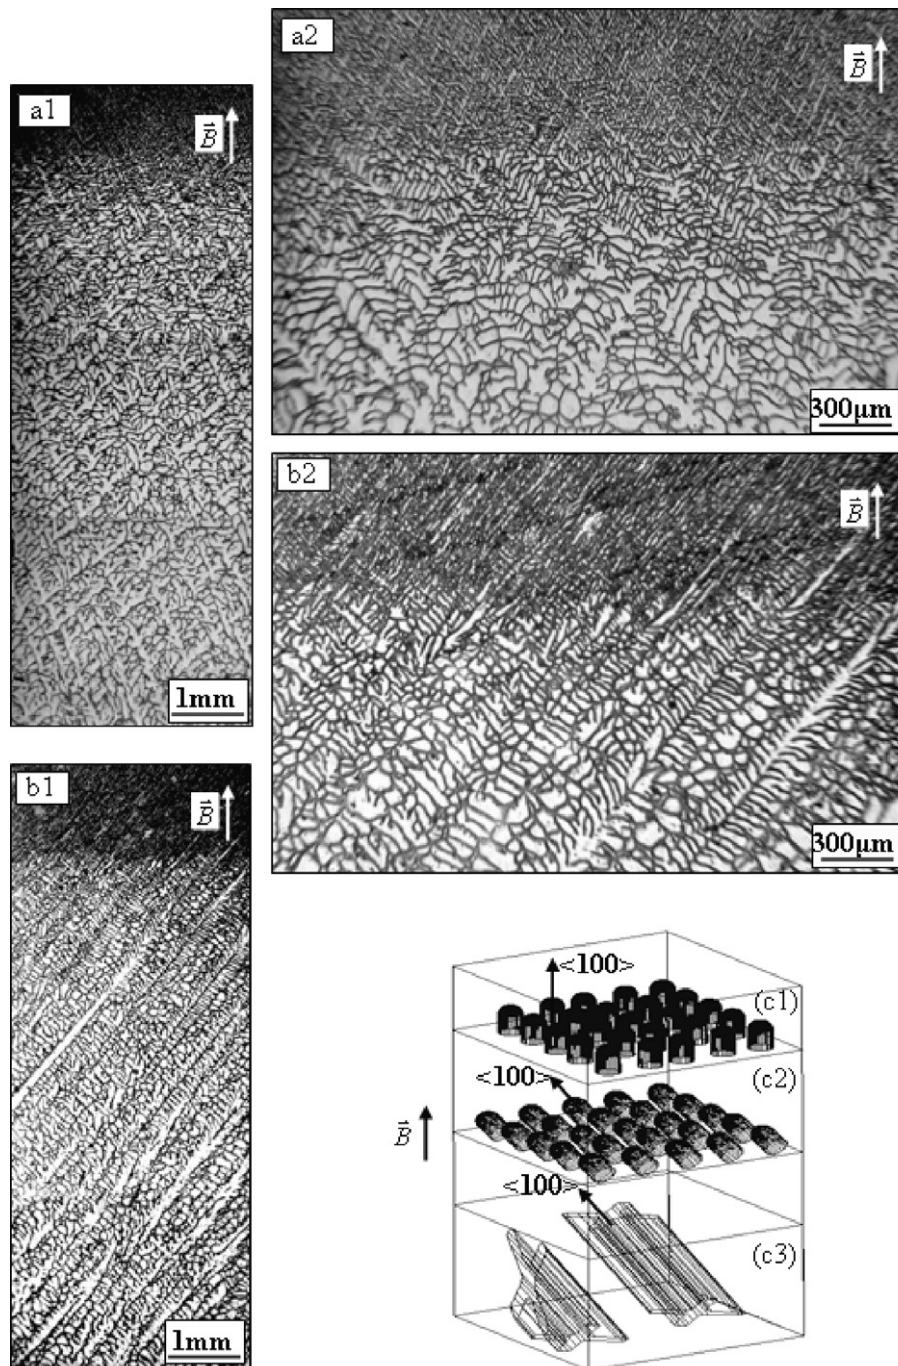 a1
B⃗
1mm
a2
B⃗
300μm
b2
B⃗
300μm
b1
B⃗
1mm
<100>
(c1)
<100>
(c2)
B⃗
<100>
(c3)